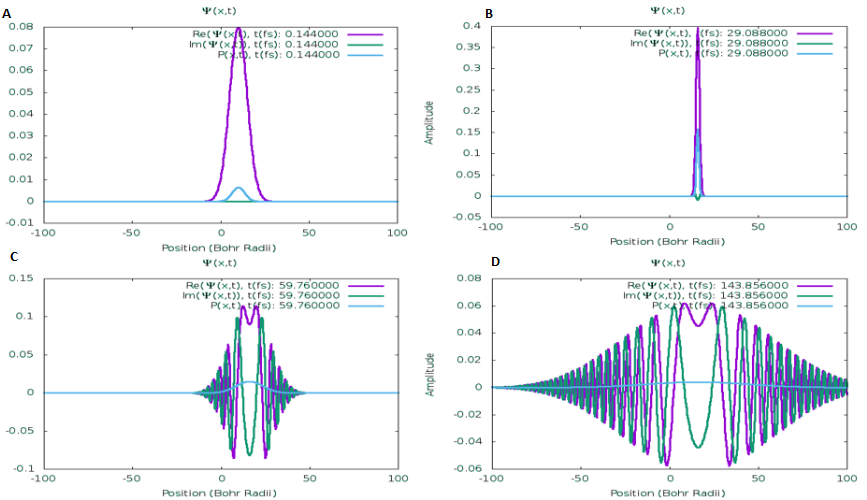 A
Ψ(x,t)
Re(Ψ(x,t), t(fs): 0.144000
Im(Ψ(x,t)), t(fs): 0.144000
P(x,t), t(fs): 0.144000
0.08
0.07
0.06
0.05
0.04
0.03
0.02
0.01
0
-0.01
-100
-50
0
50
100
Position (Bohr Radii)
B
Ψ(x,t)
Re(Ψ(x,t), t(fs): 29.088000
Im(Ψ(x,t)), t(fs): 29.088000
P(x,t), t(fs): 29.088000
Amplitude
0.4
0.35
0.3
0.25
0.2
0.15
0.1
0.05
0
-0.05
-100
-50
0
50
100
Position (Bohr Radii)
C
Ψ(x,t)
Re(Ψ(x,t), t(fs): 59.760000
Im(Ψ(x,t)), t(fs): 59.760000
P(x,t), t(fs): 59.760000
0.15
0.1
0.05
0
-0.05
-0.1
-100
-50
0
50
100
Position (Bohr Radii)
D
Ψ(x,t)
Re(Ψ(x,t), t(fs): 143.856000
Im(Ψ(x,t)), t(fs): 143.856000
P(x,t), t(fs): 143.856000
Amplitude
0.08
0.06
0.04
0.02
0
-0.02
-0.04
-0.06
-100
-50
0
50
100
Position (Bohr Radii)